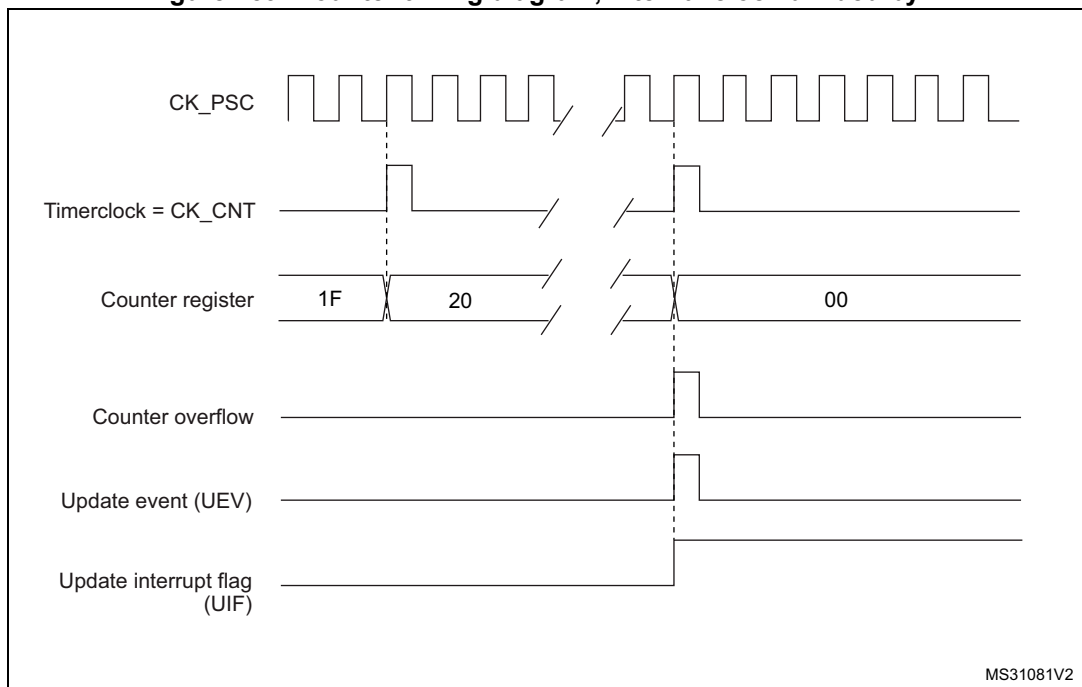 CK_PSC
Timerclock = CK_CNT
Counter register
1F
20
00
Counter overflow
Update event (UEV)
Update interrupt flag
(UIF)
MS31081V2